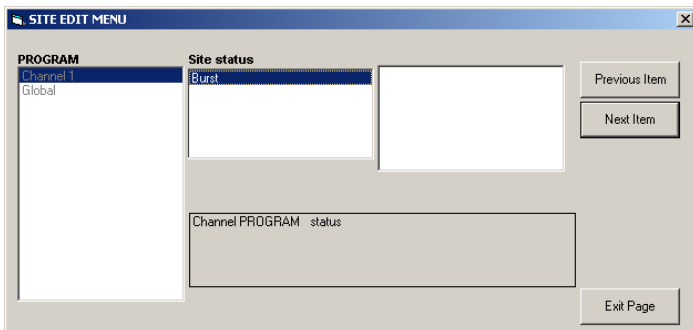 SITE EDIT MENU
PROGRAM
Channel 1
Global
Site status
Burst
Previous Item
Next Item
Channel PROGRAM status
Exit Page